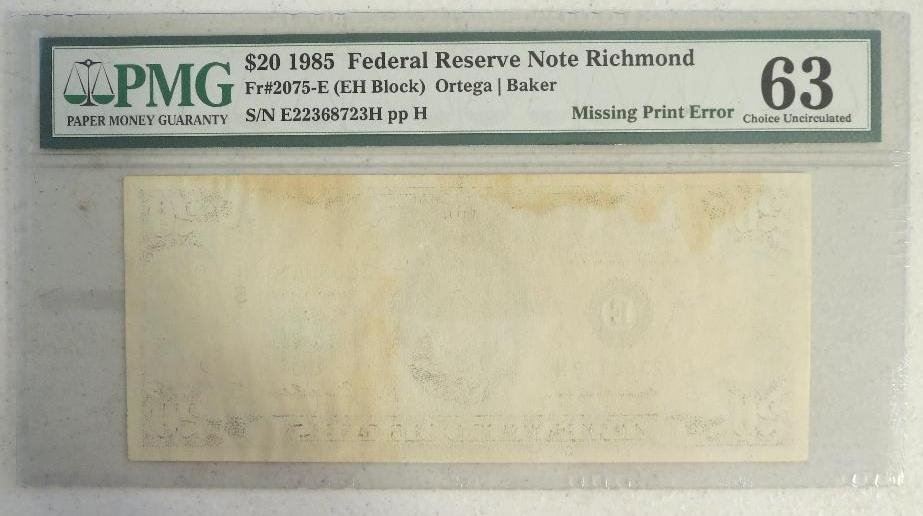 PMG
PAPER MONEY GUARANTY
$20 1985 Federal Reserve Note Richmond
Fr#2075-E (EH Block) Ortega | Baker
S/N E22368723H pp H
Missing Print Error
63
Choice Uncirculated